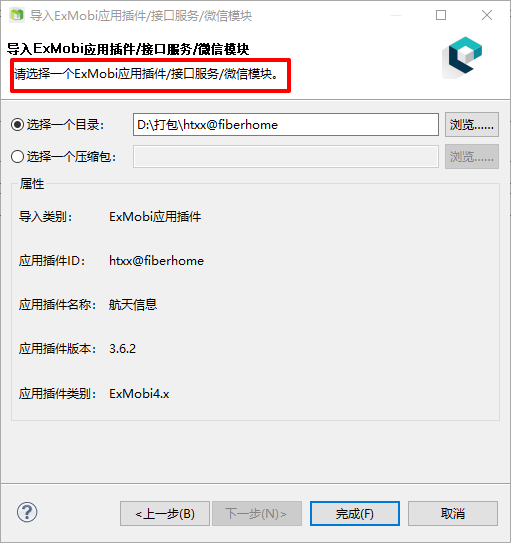 导入ExMobi应用插件/接口服务/微信模块
导入ExMobi应用插件/接口服务/微信模块
请选择一个ExMobi应用插件/接口服务/微信模块。
选择一个目录: D:\打包\htxx@fiberhome 浏览......
选择一个压缩包: 浏览......
属性
导入类别: ExMobi应用插件
应用插件ID: htxx@fiberhome
应用插件名称: 航天信息
应用插件版本: 3.6.2
应用插件类别: ExMobi4.x
? <上一步(B) 下一步(N)> 完成(F) 取消